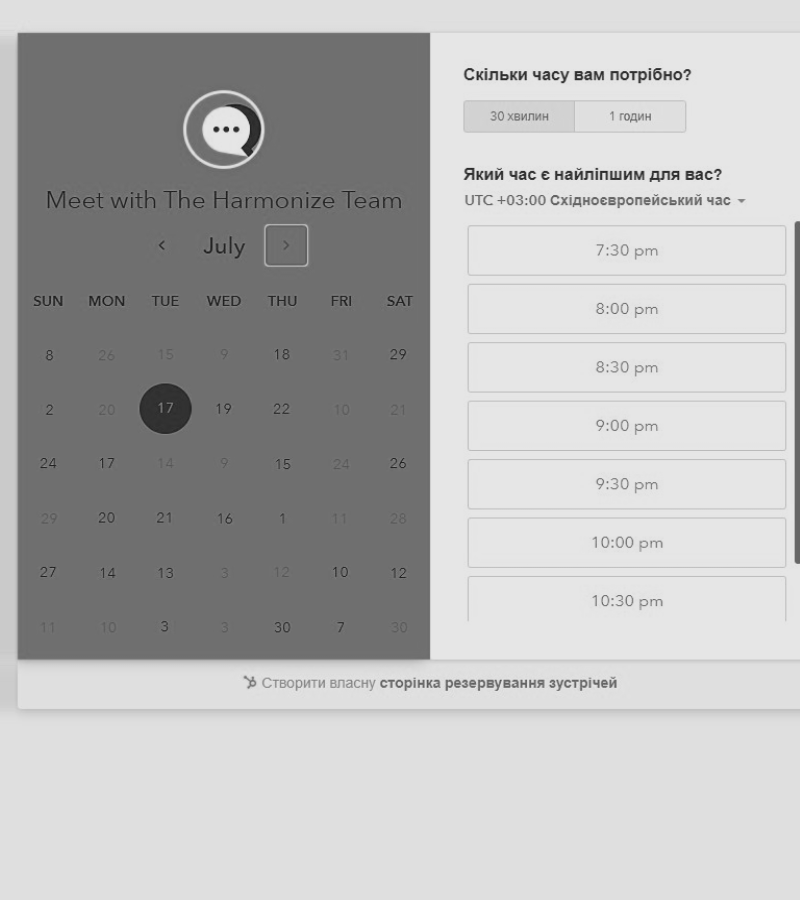 Meet with The Harmonize Team
July
SUN MON TUE WED THU FRI SAT
8 26 15 9 18 31 29
2 20 17 19 22 10 21
24 17 14 9 15 24 26
29 20 21 16 1 11 28
27 14 13 3 12 10 12
11 10 3 3 30 7 30
Скільки часу вам потрібно?
30 хвилин 1 годин
Який час є найліпшим для вас?
UTC +03:00 Східноєвропейський час
7:30 pm
8:00 pm
8:30 pm
9:00 pm
9:30 pm
10:00 pm
10:30 pm
Створити власну сторінка резервування зустрічей